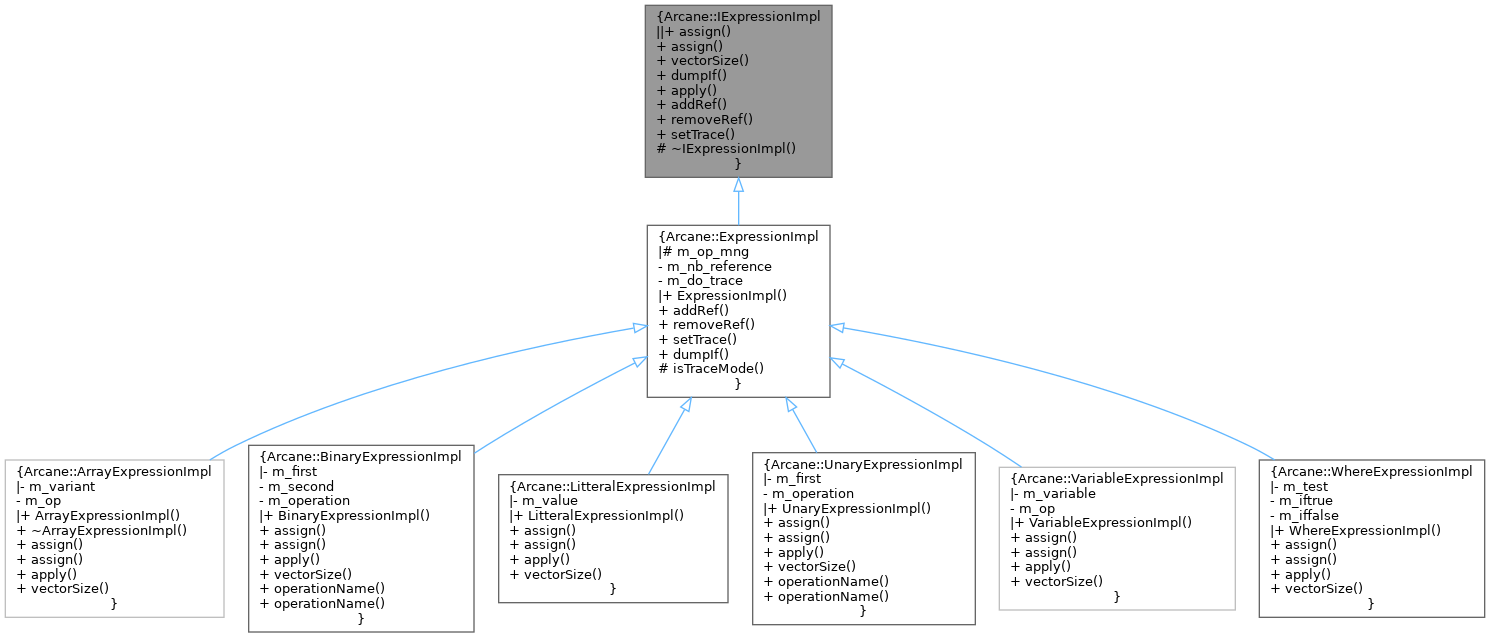 {Arcane::IExpressionImpl
||+ assign()
+ assign()
+ vectorSize()
+ dumpIf()
+ apply()
+ addRef()
+ removeRef()
+ setTrace()
# ~IExpressionImpl()
}
{Arcane::ExpressionImpl
|# m_op_mng
- m_nb_reference
- m_do_trace
|+ ExpressionImpl()
+ addRef()
+ removeRef()
+ setTrace()
+ dumpIf()
# isTraceMode()
}
{Arcane::ArrayExpressionImpl
|- m_variant
- m_op
|+ ArrayExpressionImpl()
+ ~ArrayExpressionImpl()
+ assign()
+ assign()
+ apply()
+ vectorSize()
}
{Arcane::BinaryExpressionImpl
|- m_first
- m_second
- m_operation
|+ BinaryExpressionImpl()
+ assign()
+ assign()
+ apply()
+ vectorSize()
+ operationName()
+ operationName()
}
{Arcane::LitteralExpressionImpl
|- m_value
|+ LitteralExpressionImpl()
+ assign()
+ assign()
+ apply()
+ vectorSize()
}
{Arcane::UnaryExpressionImpl
|- m_first
- m_operation
|+ UnaryExpressionImpl()
+ assign()
+ assign()
+ apply()
+ vectorSize()
+ operationName()
+ operationName()
}
{Arcane::VariableExpressionImpl
|- m_variable
- m_op
|+ VariableExpressionImpl()
+ assign()
+ assign()
+ apply()
+ vectorSize()
}
{Arcane::WhereExpressionImpl
|- m_test
- m_iftrue
- m_iffalse
|+ WhereExpressionImpl()
+ assign()
+ assign()
+ apply()
+ vectorSize()
}